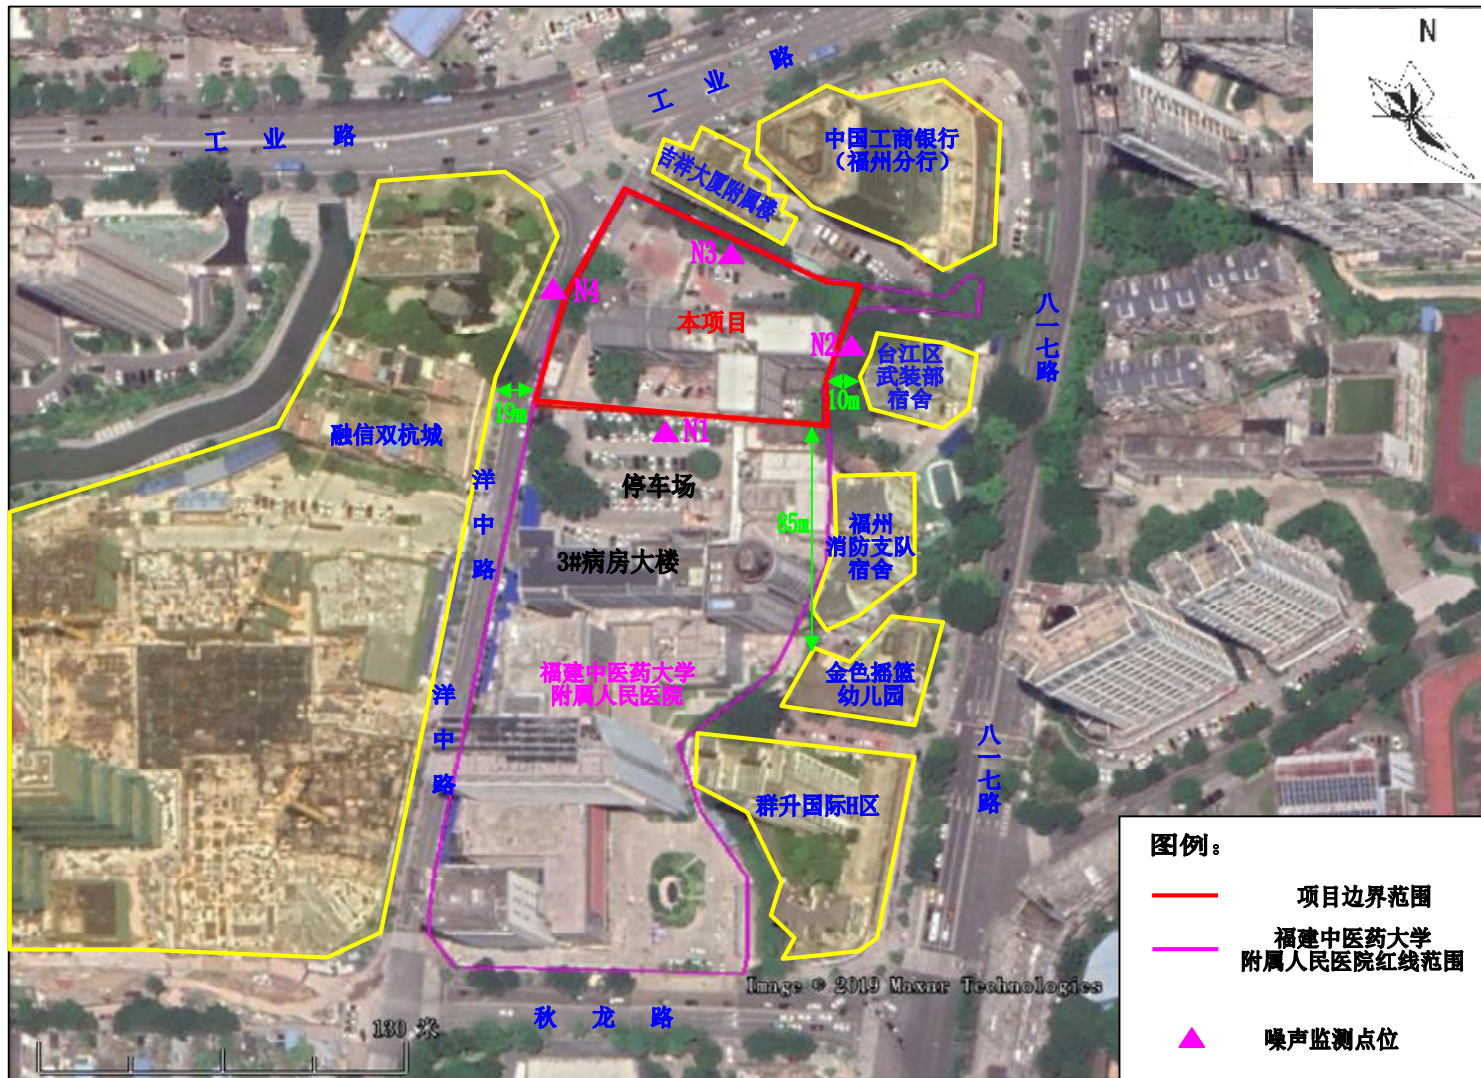 N
工业路
工业路
中国工商银行
（福州分行）
吉祥大厦附属楼
N3
N4
本项目
八一七路
N2
台江区
武装部
宿舍
19m
10m
融信双杭城
N1
洋中路
停车场
85m
福州
消防支队
宿舍
3#病房大楼
福建中医药大学
附属人民医院
金色摇篮
幼儿园
洋中路
八一七路
群升国际H区
图例：
项目边界范围
福建中医药大学
附属人民医院红线范围
噪声监测点位
Image © 2019 Maxar Technologies
秋龙路
130 米